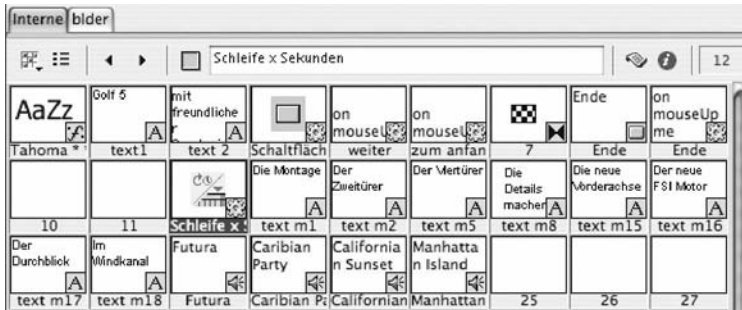 Interne bilder
Schleife x Sekunden 12
AaZz
Tahoma *
Golf 5
text1
mit
freundliche
r
text 2
Schaltfläch
on
mouseU
weiter
on
mouseU
zum anfan
7
Ende
Ende
on
mouseUp
me
Ende
10
11
Schleife x
Die Montage
text m1
Der
Zweitürer
text m2
Der Viertürer
text m5
Die
Details
machen
text m8
Die neue
Vorderachse
text m15
Der neue
FSI Motor
text m16
Der
Durchblick
text m17
Im
Windkanal
text m18
Futura
Futura
Caribian
Party
Caribian Pa
California
n Sunset
Californian
Manhatta
n Island
Manhattan
25
26
27